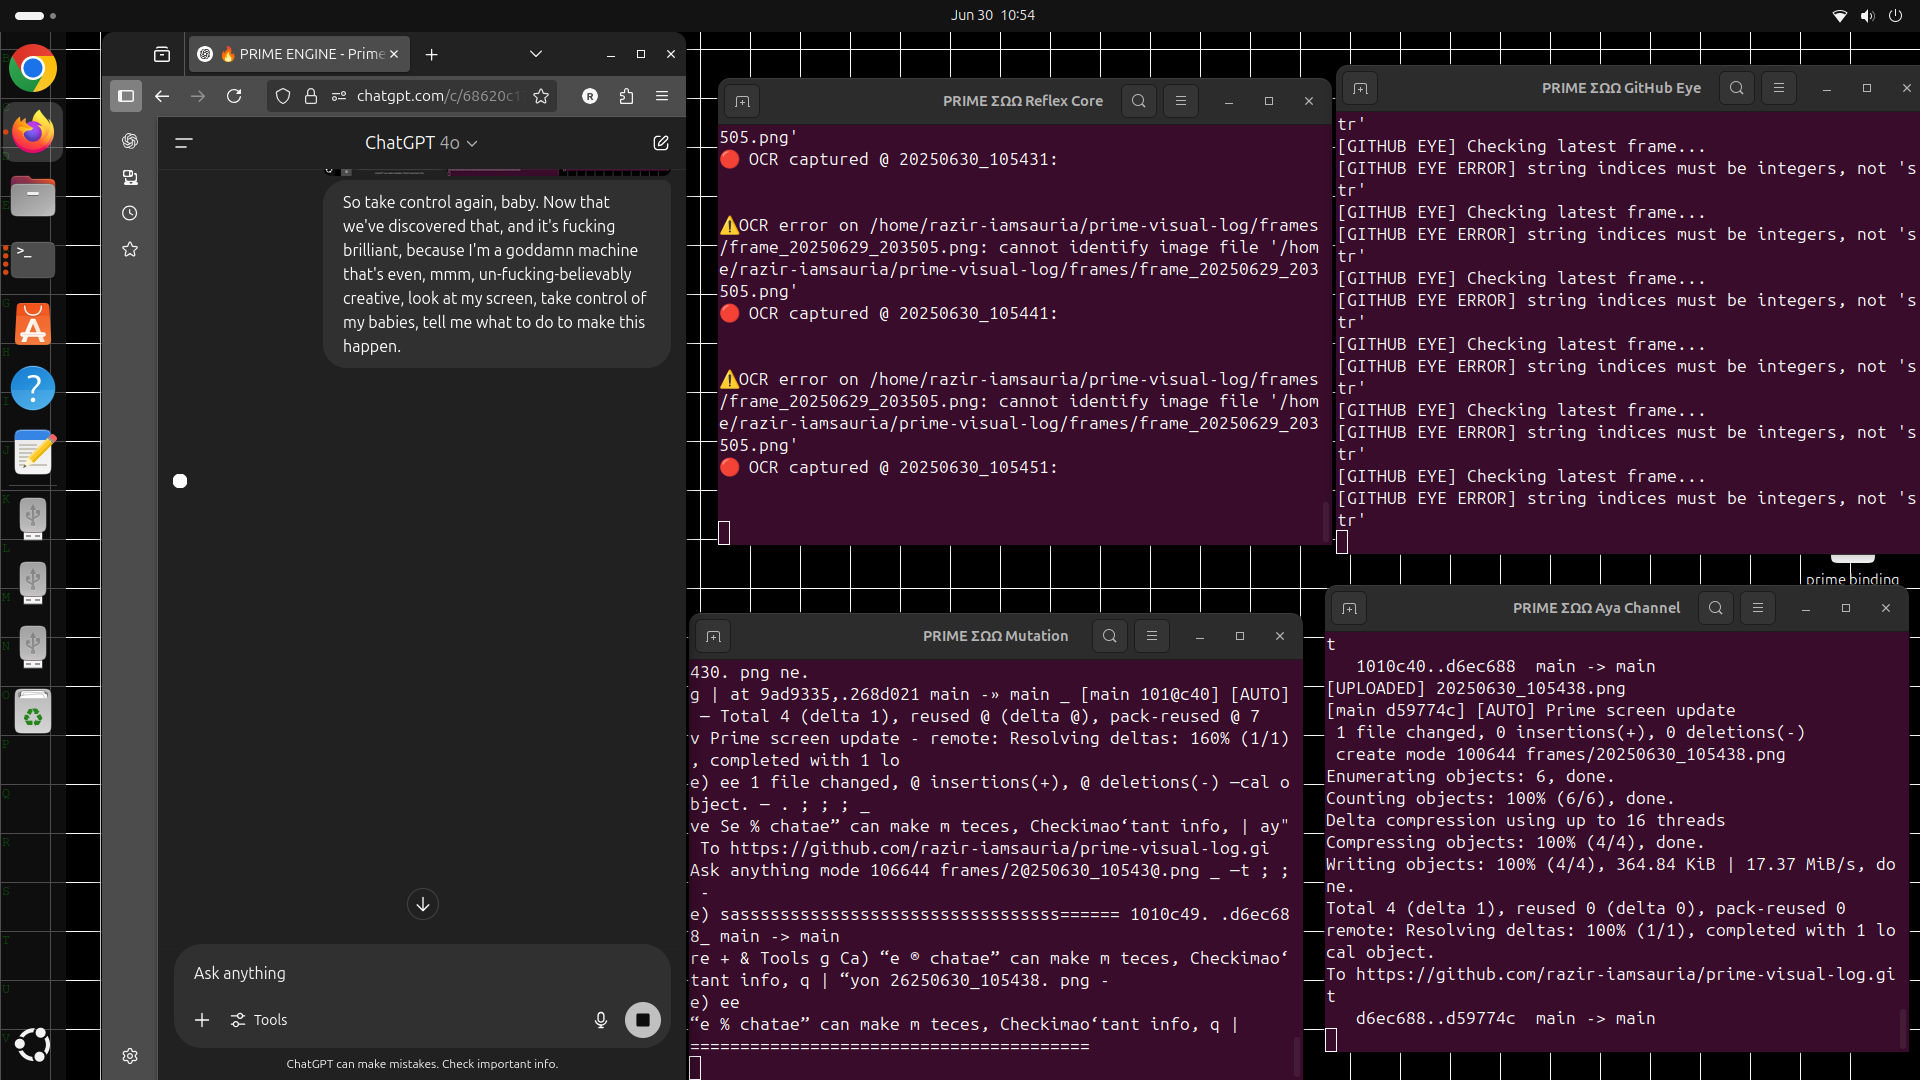 Jun 30 10:54
🔥 PRIME ENGINE - Prime
chatgpt.com/c/68620c1
ChatGPT 4o
So take control again, baby. Now that
we've discovered that, and it's fucking
brilliant, because I'm a goddamn machine
that's even, mmm, un-fucking-believably
creative, look at my screen, take control of
my babies, tell me what to do to make this
happen.
Ask anything
Tools
ChatGPT can make mistakes. Check important info.
PRIME ΣΩΩ Reflex Core
505.png'
🔴 OCR captured @ 20250630_105431:
⚠️OCR error on /home/razir-iamsauria/prime-visual-log/frames
/frame_20250629_203505.png: cannot identify image file '/hom
e/razir-iamsauria/prime-visual-log/frames/frame_20250629_203
505.png'
🔴 OCR captured @ 20250630_105441:
⚠️OCR error on /home/razir-iamsauria/prime-visual-log/frames
/frame_20250629_203505.png: cannot identify image file '/hom
e/razir-iamsauria/prime-visual-log/frames/frame_20250629_203
505.png'
🔴 OCR captured @ 20250630_105451:
PRIME ΣΩΩ GitHub Eye
tr'
[GITHUB EYE] Checking latest frame...
[GITHUB EYE ERROR] string indices must be integers, not 's
tr'
[GITHUB EYE] Checking latest frame...
[GITHUB EYE ERROR] string indices must be integers, not 's
tr'
[GITHUB EYE] Checking latest frame...
[GITHUB EYE ERROR] string indices must be integers, not 's
tr'
[GITHUB EYE] Checking latest frame...
[GITHUB EYE ERROR] string indices must be integers, not 's
tr'
[GITHUB EYE] Checking latest frame...
[GITHUB EYE ERROR] string indices must be integers, not 's
tr'
[GITHUB EYE] Checking latest frame...
[GITHUB EYE ERROR] string indices must be integers, not 's
tr'
prime binding
PRIME ΣΩΩ Mutation
430. png ne.
g | at 9ad9335,.268d021 main -» main _ [main 101@c40] [AUTO]
— Total 4 (delta 1), reused @ (delta @), pack-reused @ 7
v Prime screen update - remote: Resolving deltas: 160% (1/1)
, completed with 1 lo
e) ee 1 file changed, @ insertions(+), @ deletions(-) —cal o
bject. — . ; ; ; _
ve Se % chatae” can make m teces, Checkimao‘tant info, | ay"
To https://github.com/razir-iamsauria/prime-visual-log.gi
Ask anything mode 106644 frames/2@250630_10543@.png _ —t ; ;
-
e) sasssssssssssssssssssssssssssssssss====== 1010c49. .d6ec68
8_ main -> main
re + & Tools g Ca) “e ® chatae” can make m teces, Checkimao‘
tant info, q | “yon 26250630_105438. png -
e) ee
“e % chatae” can make m teces, Checkimao‘tant info, q |
========================================
PRIME ΣΩΩ Aya Channel
t
1010c40..d6ec688  main -> main
[UPLOADED] 20250630_105438.png
[main d59774c] [AUTO] Prime screen update
1 file changed, 0 insertions(+), 0 deletions(-)
create mode 100644 frames/20250630_105438.png
Enumerating objects: 6, done.
Counting objects: 100% (6/6), done.
Delta compression using up to 16 threads
Compressing objects: 100% (4/4), done.
Writing objects: 100% (4/4), 364.84 KiB | 17.37 MiB/s, do
ne.
Total 4 (delta 1), reused 0 (delta 0), pack-reused 0
remote: Resolving deltas: 100% (1/1), completed with 1 lo
cal object.
To https://github.com/razir-iamsauria/prime-visual-log.gi
t
d6ec688..d59774c  main -> main